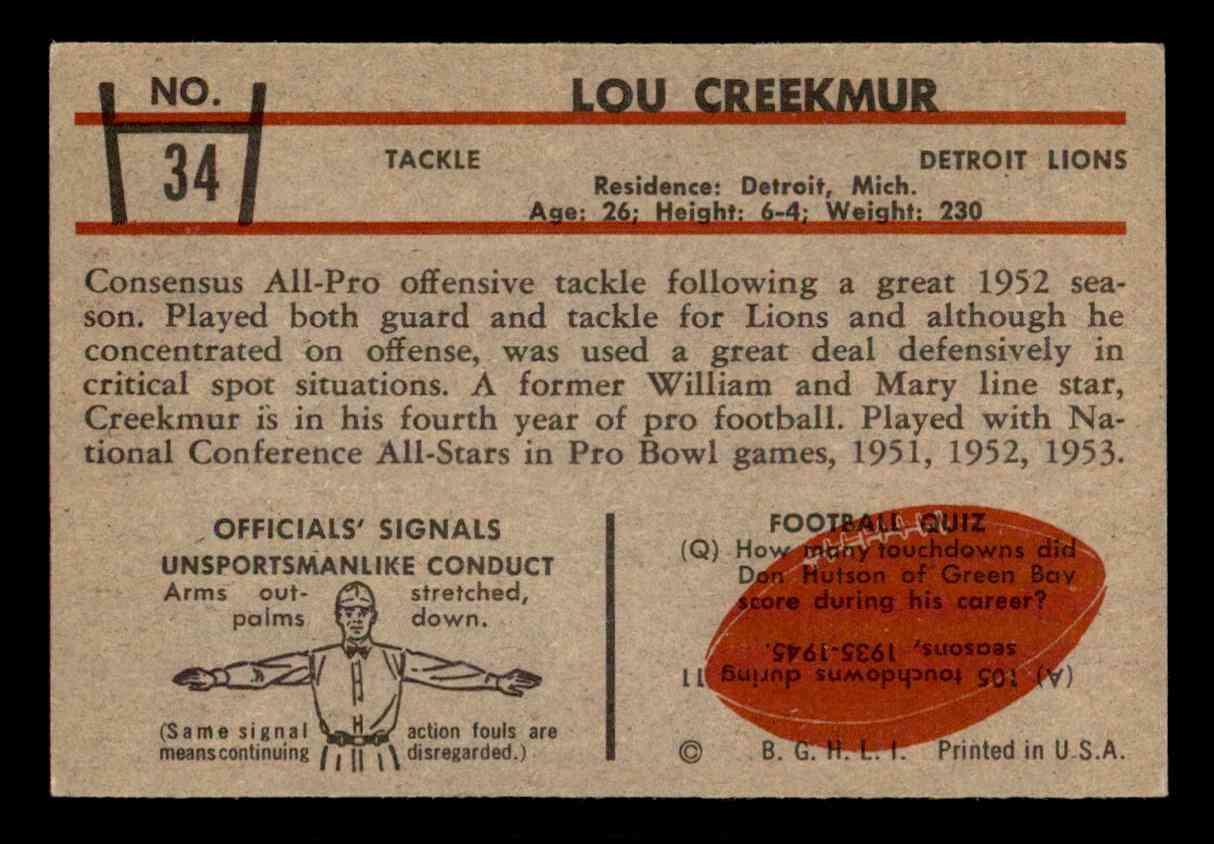 NO.
34
LOU CREEKMUR
TACKLE DETROIT LIONS
Residence: Detroit, Mich.
Age: 26; Height: 6-4; Weight: 230
Consensus All-Pro offensive tackle following a great 1952 sea-
son. Played both guard and tackle for Lions and although he
concentrated on offense, was used a great deal defensively in
critical spot situations. A former William and Mary line star,
Creekmur is in his fourth year of pro football. Played with Na-
tional Conference All-Stars in Pro Bowl games, 1951, 1952, 1953.
OFFICIALS' SIGNALS
UNSPORTSMANLIKE CONDUCT
Arms out- stretched,
palms down.
(Same signal action fouls are
means continuing disregarded.)
FOOTBALL QUIZ
(Q) How many touchdowns did
Don Hutson of Green Bay
score during his career?
(A) 105 touchdowns during 11
seasons, 1935-1945.
© B. G. H. L. I. Printed in U.S.A.